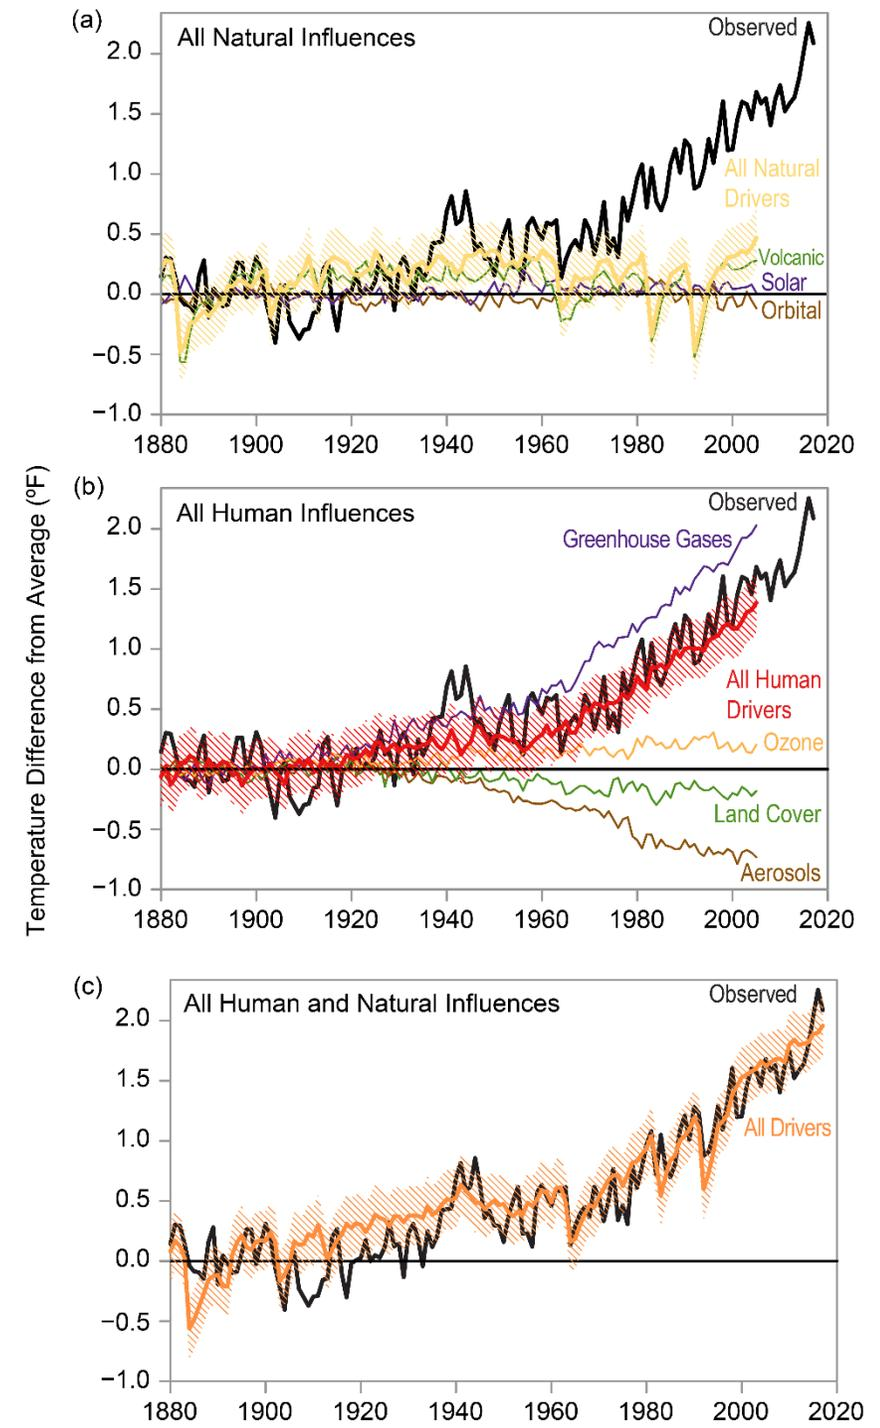 (a)
All Natural Influences
Observed
2.0
1.5
1.0
0.5
0.0
−0.5
−1.0
All Natural
Drivers
Volcanic
Solar
Orbital
1880 1900 1920 1940 1960 1980 2000 2020
Temperature Difference from Average (ºF)
(b)
All Human Influences
Observed
Greenhouse Gases
2.0
1.5
1.0
0.5
0.0
−0.5
−1.0
All Human
Drivers
Ozone
Land Cover
Aerosols
1880 1900 1920 1940 1960 1980 2000 2020
(c)
All Human and Natural Influences
Observed
2.0
1.5
1.0
0.5
0.0
−0.5
−1.0
All Drivers
1880 1900 1920 1940 1960 1980 2000 2020